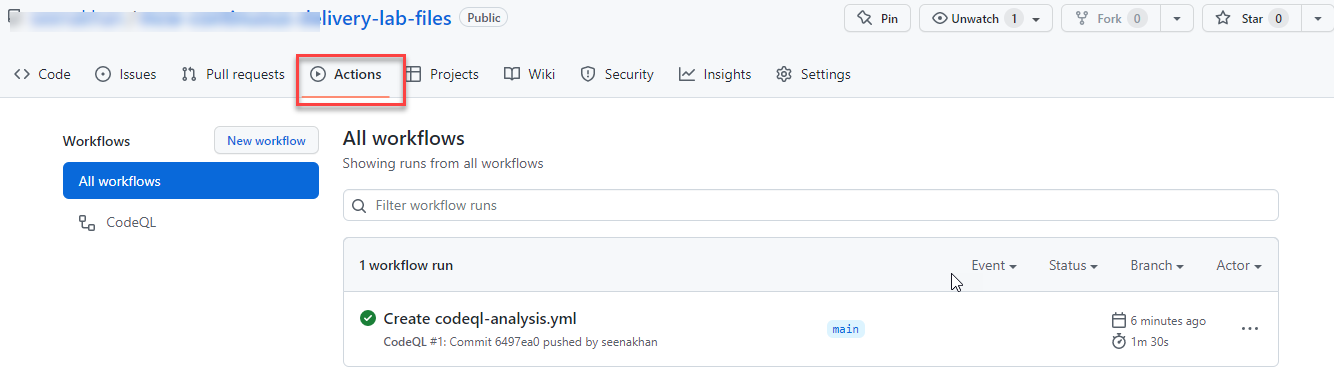 delivery-lab-files Public Pin Unwatch 1 Fork 0 Star 0
Code Issues Pull requests Actions Projects Wiki Security Insights Settings
Workflows New workflow
All workflows
CodeQL
All workflows
Showing runs from all workflows
Filter workflow runs
1 workflow run Event Status Branch Actor
Create codeql-analysis.yml main 6 minutes ago
CodeQL #1: Commit 6497ea0 pushed by seenakhan 1m 30s